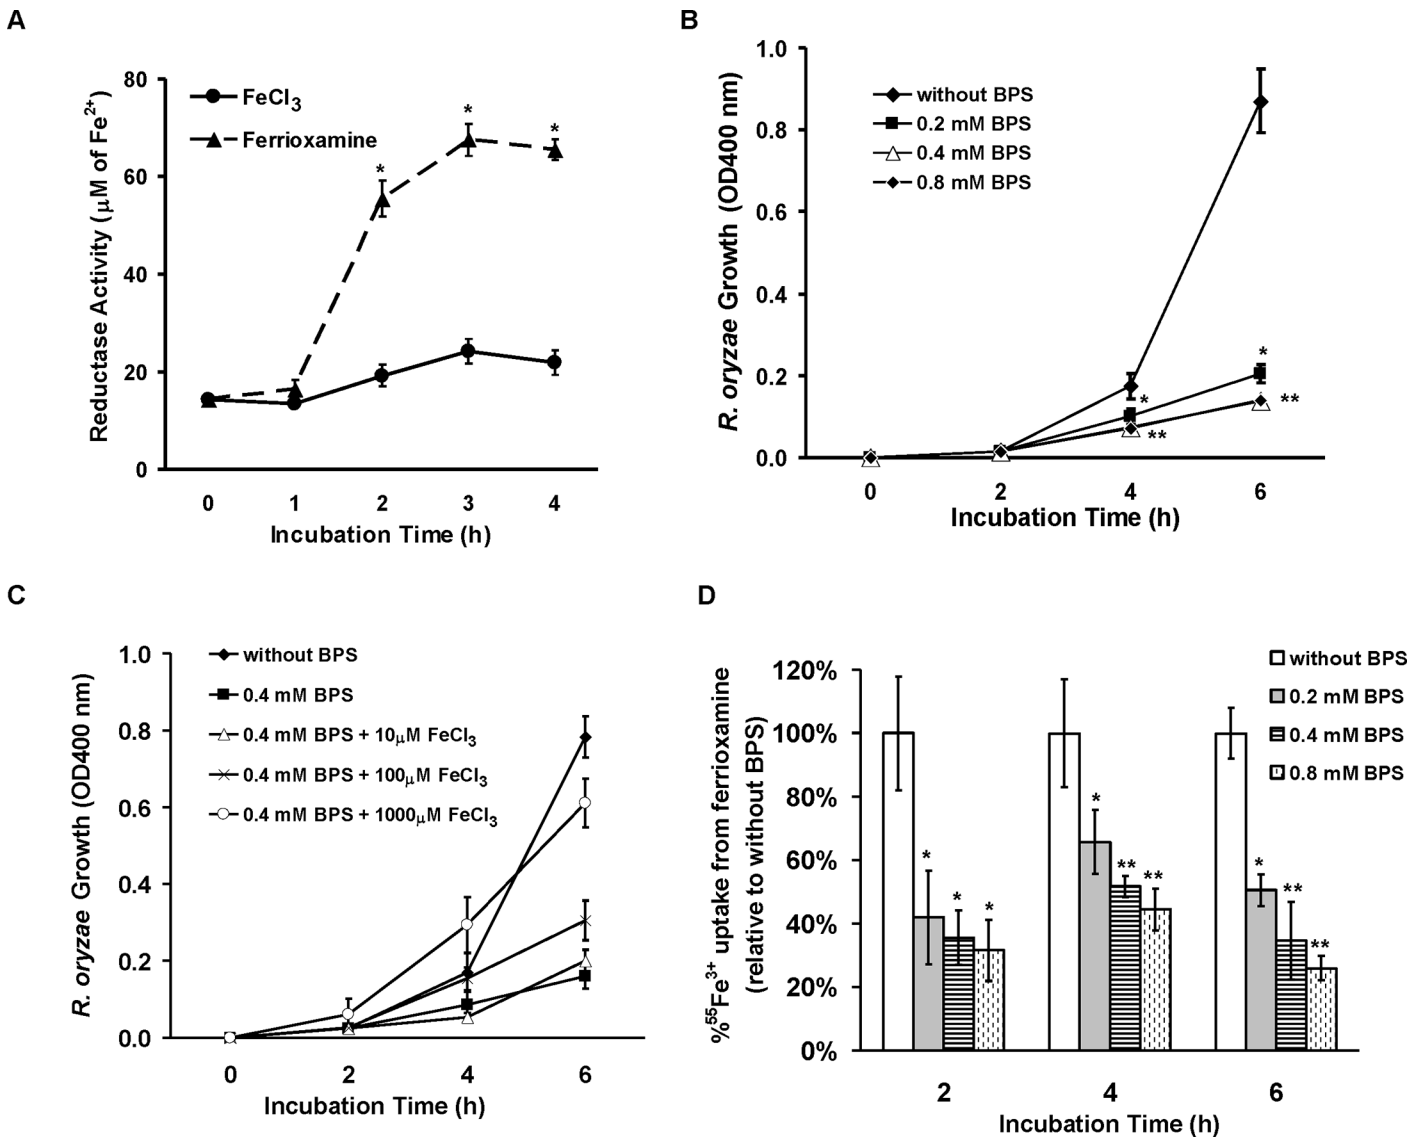 A
80
60
40
20
0
Reductase Activity (μM of Fe²⁺)
FeCl₃
Ferrioxamine
*
*
*
0 1 2 3 4
Incubation Time (h)
B
1.0
0.8
0.6
0.4
0.2
0.0
R. oryzae Growth (OD400 nm)
without BPS
0.2 mM BPS
0.4 mM BPS
0.8 mM BPS
*
**
*
**
0 2 4 6
Incubation Time (h)
C
1.0
0.8
0.6
0.4
0.2
0.0
R. oryzae Growth (OD400 nm)
without BPS
0.4 mM BPS
0.4 mM BPS + 10μM FeCl₃
0.4 mM BPS + 100μM FeCl₃
0.4 mM BPS + 1000μM FeCl₃
0 2 4 6
Incubation Time (h)
D
120%
100%
80%
60%
40%
20%
0%
%⁵⁵Fe³⁺ uptake from ferrioxamine
(relative to without BPS)
without BPS
0.2 mM BPS
0.4 mM BPS
0.8 mM BPS
* * *
* ** **
* ** **
2 4 6
Incubation Time (h)